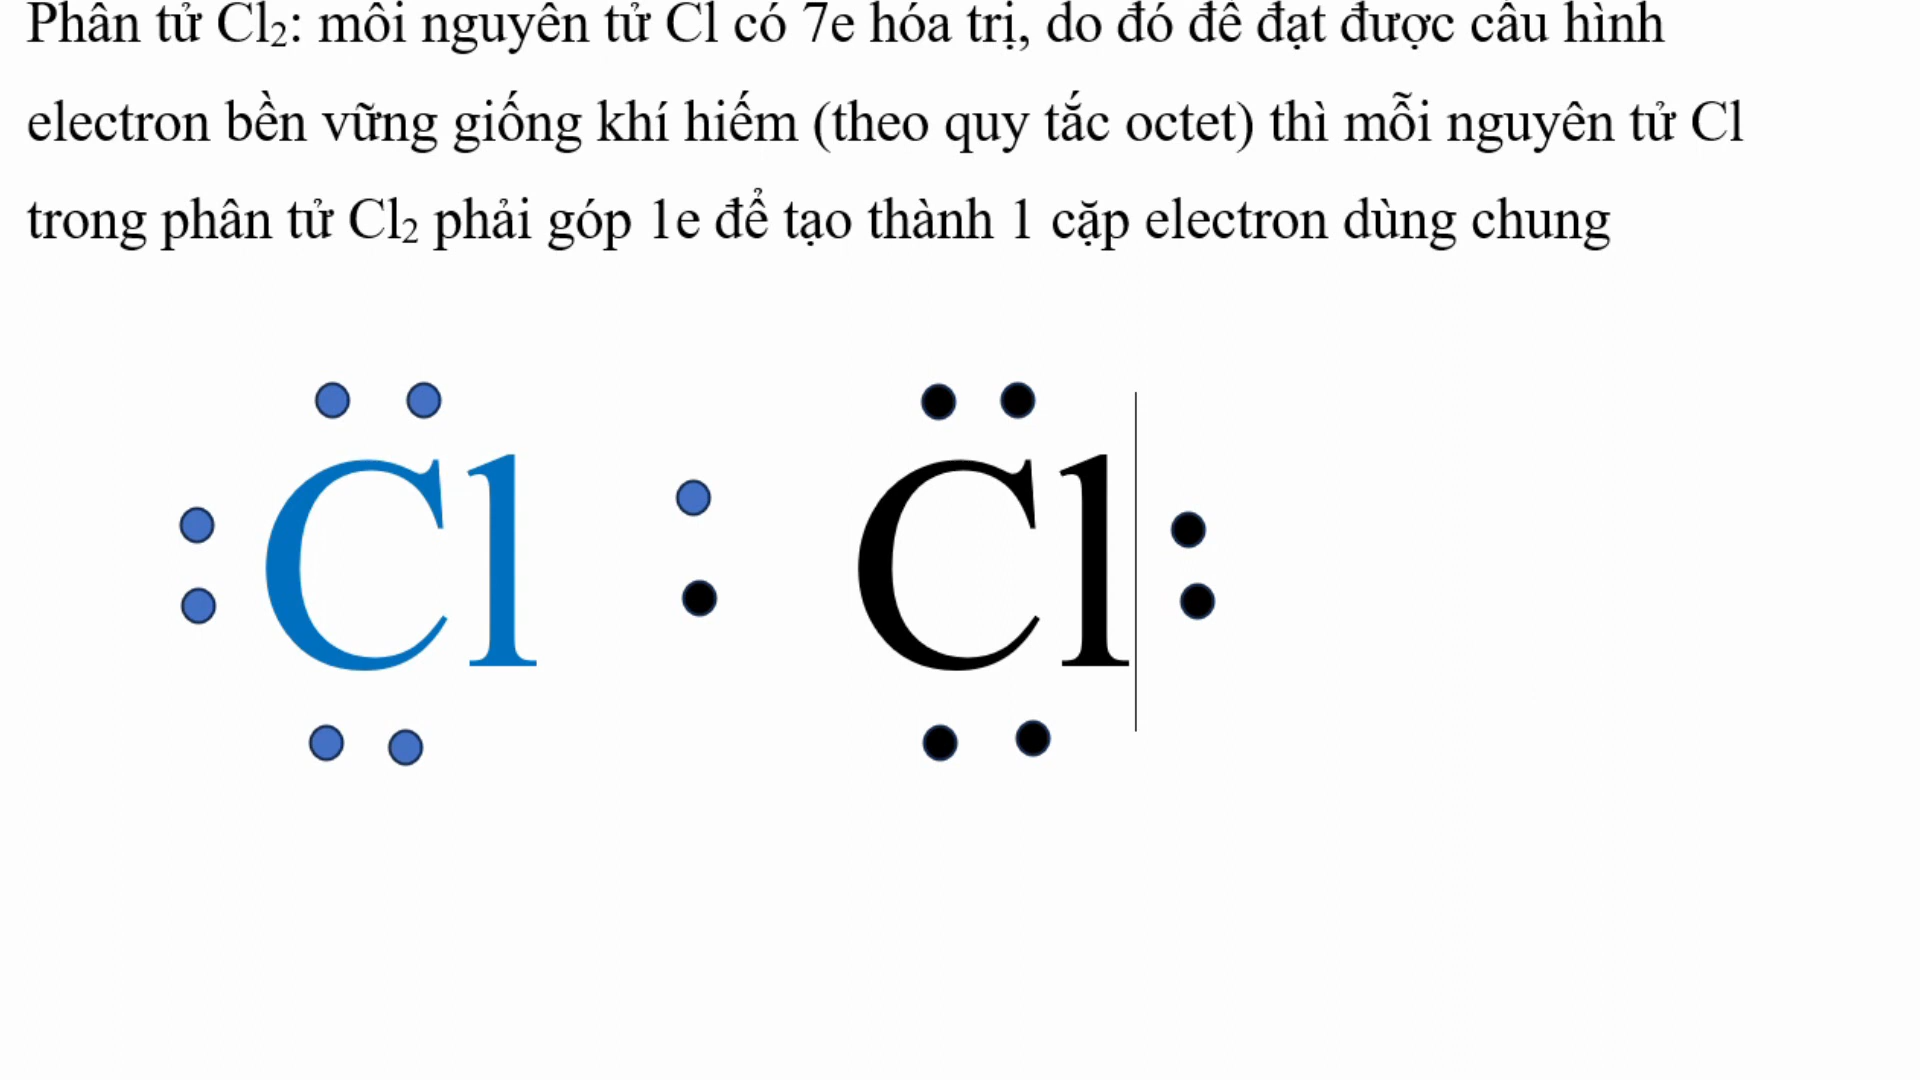 Phân tử Cl₂: mỗi nguyên tử Cl có 7e hóa trị, do đó để đạt được cấu hình
electron bền vững giống khí hiếm (theo quy tắc octet) thì mỗi nguyên tử Cl
trong phân tử Cl₂ phải góp 1e để tạo thành 1 cặp electron dùng chung
Cl Cl